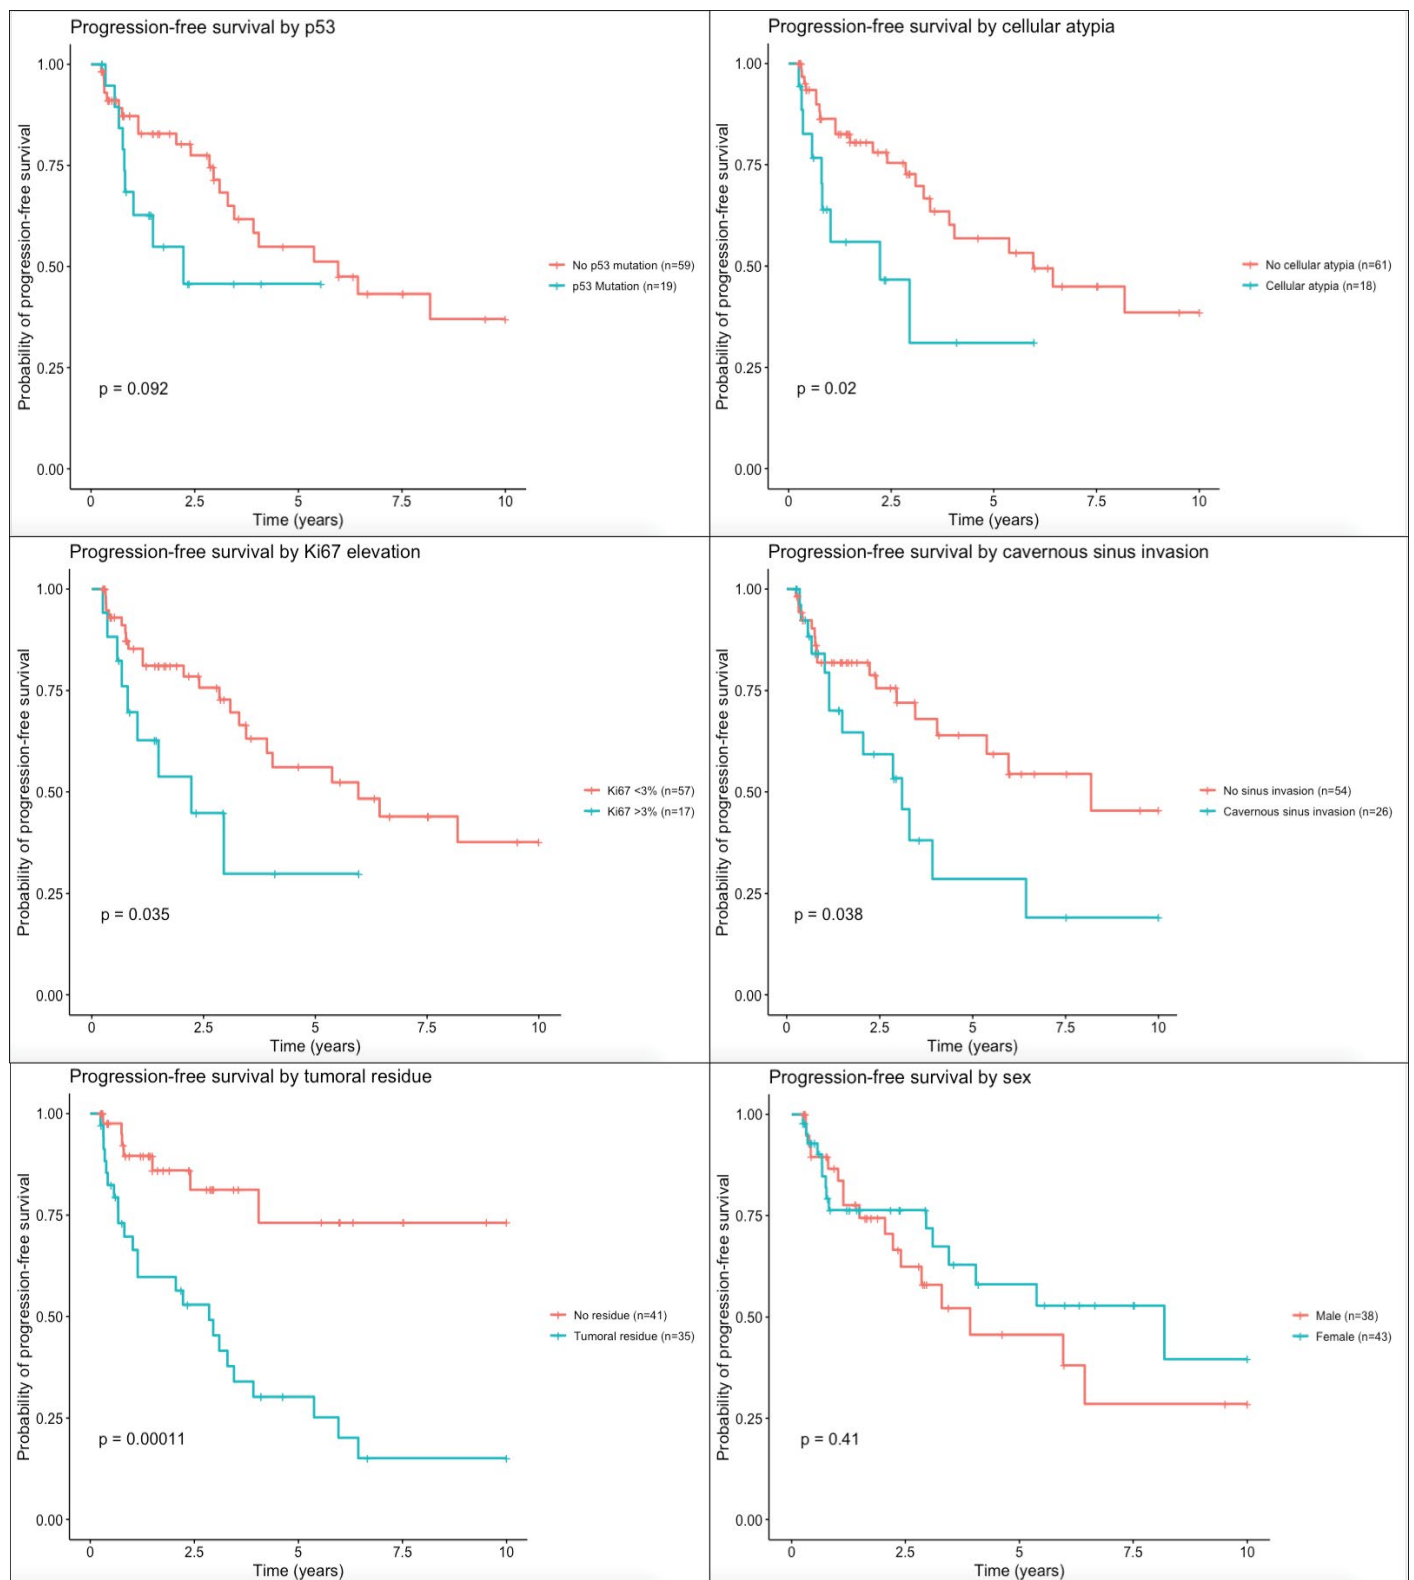 Progression-free survival by p53
Probability of progression-free survival
1.00
0.75
0.50
0.25
0.00
p = 0.092
No p53 mutation (n=59)
p53 Mutation (n=19)
0 2.5 5 7.5 10
Time (years)
Progression-free survival by cellular atypia
Probability of progression-free survival
1.00
0.75
0.50
0.25
0.00
p = 0.02
No cellular atypia (n=61)
Cellular atypia (n=18)
0 2.5 5 7.5 10
Time (years)
Progression-free survival by Ki67 elevation
Probability of progression-free survival
1.00
0.75
0.50
0.25
0.00
p = 0.035
Ki67 <3% (n=57)
Ki67 >3% (n=17)
0 2.5 5 7.5 10
Time (years)
Progression-free survival by cavernous sinus invasion
Probability of progression-free survival
1.00
0.75
0.50
0.25
0.00
p = 0.038
No sinus invasion (n=54)
Cavernous sinus invasion (n=26)
0 2.5 5 7.5 10
Time (years)
Progression-free survival by tumoral residue
Probability of progression-free survival
1.00
0.75
0.50
0.25
0.00
p = 0.00011
No residue (n=41)
Tumoral residue (n=35)
0 2.5 5 7.5 10
Time (years)
Progression-free survival by sex
Probability of progression-free survival
1.00
0.75
0.50
0.25
0.00
p = 0.41
Male (n=38)
Female (n=43)
0 2.5 5 7.5 10
Time (years)